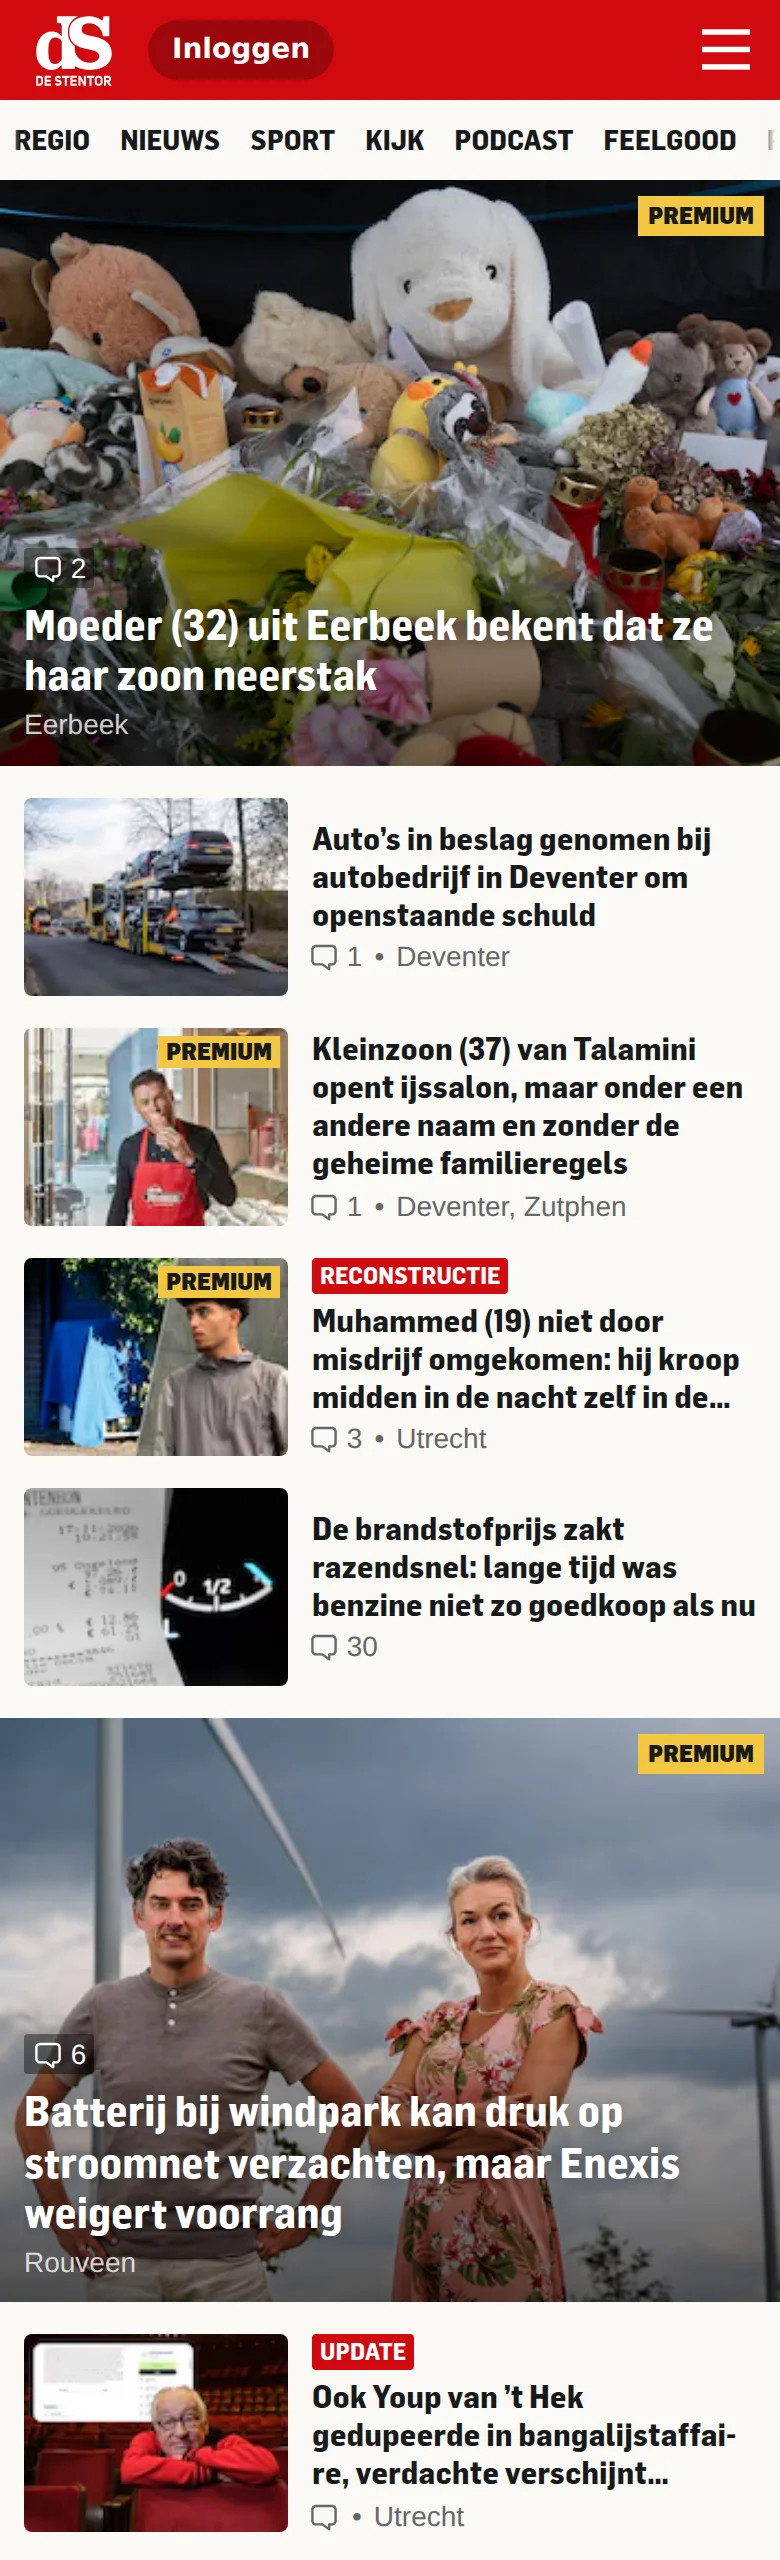 dS
DE STENTOR
Inloggen
REGIO NIEUWS SPORT KIJK PODCAST FEELGOOD
PREMIUM
2
Moeder (32) uit Eerbeek bekent dat ze
haar zoon neerstak
Eerbeek
Auto’s in beslag genomen bij
autobedrijf in Deventer om
openstaande schuld
1 • Deventer
PREMIUM
Kleinzoon (37) van Talamini
opent ijssalon, maar onder een
andere naam en zonder de
geheime familieregels
1 • Deventer, Zutphen
PREMIUM
RECONSTRUCTIE
Muhammed (19) niet door
misdrijf omgekomen: hij kroop
midden in de nacht zelf in de...
3 • Utrecht
0 1/2
De brandstofprijs zakt
razendsnel: lange tijd was
benzine niet zo goedkoop als nu
30
PREMIUM
6
Batterij bij windpark kan druk op
stroomnet verzachten, maar Enexis
weigert voorrang
Rouveen
UPDATE
Ook Youp van ’t Hek
gedupeerde in bangalijstaffai-
re, verdachte verschijnt...
• Utrecht